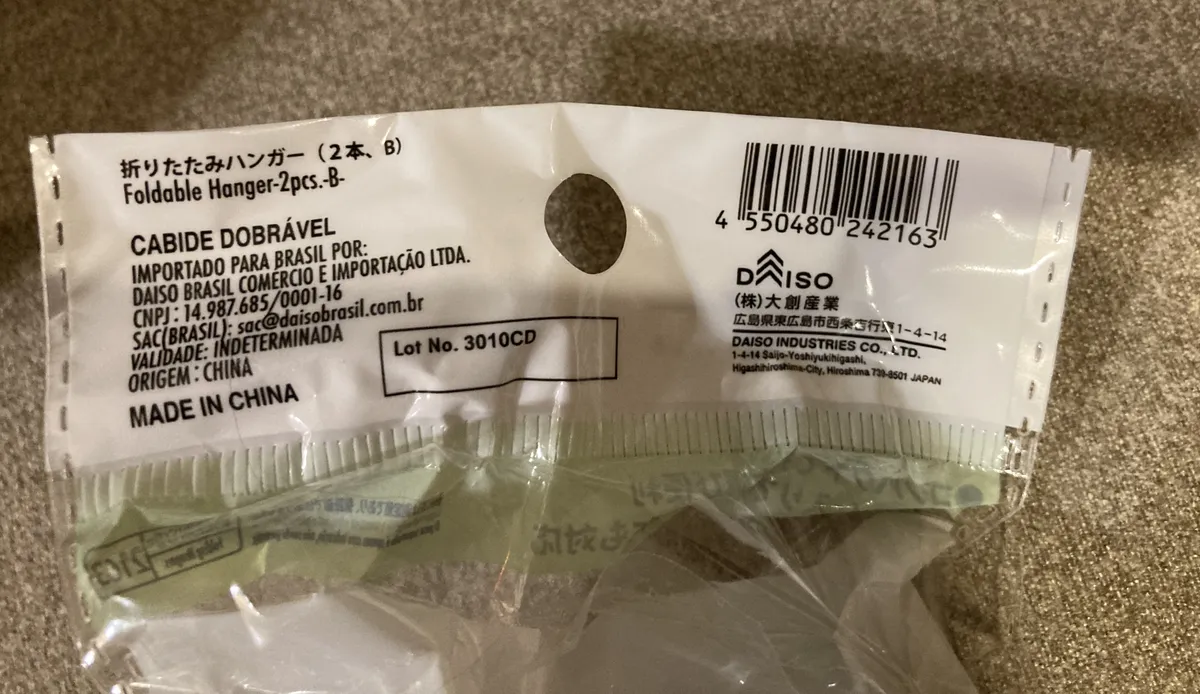 折りたたみハンガー（2本、B）
Foldable Hanger-2pcs.-B-
CABIDE DOBRÁVEL
IMPORTADO PARA BRASIL POR:
DAISO BRASIL COMÉRCIO E IMPORTAÇÃO LTDA.
CNPJ: 14.987.685/0001-16
SAC(BRASIL): sac@daisobrasil.com.br
VALIDADE: INDETERMINADA
ORIGEM: CHINA
MADE IN CHINA
Lot No. 3010CD
4 550480 242163
DAISO
(株)大創産業
広島県東広島市西条吉行東1-4-14
DAISO INDUSTRIES CO., LTD.
1-4-14 Saijo-Yoshiyukihigashi,
Higashihiroshima-City, Hiroshima 739-8501 JAPAN
も対応